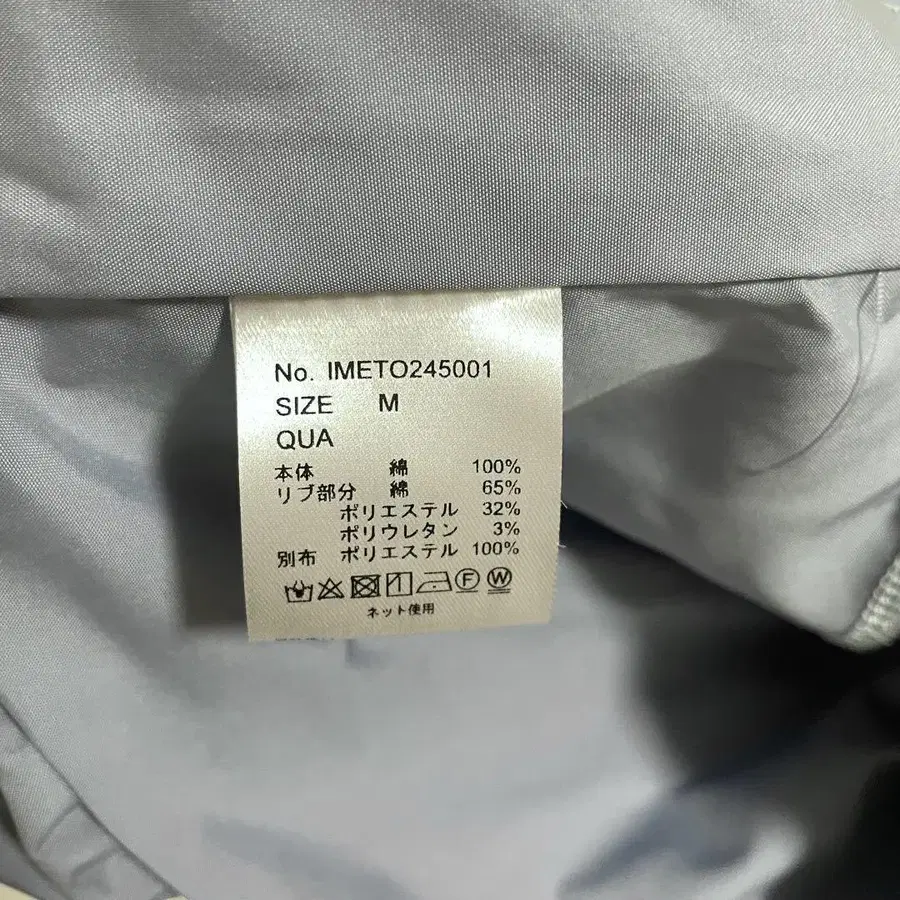 No. IMETO245001
SIZE M
QUA
本体 綿 100%
リブ部分 綿 65%
ポリエステル 32%
ポリウレタン 3%
別布 ポリエステル 100%
F W
ネット使用